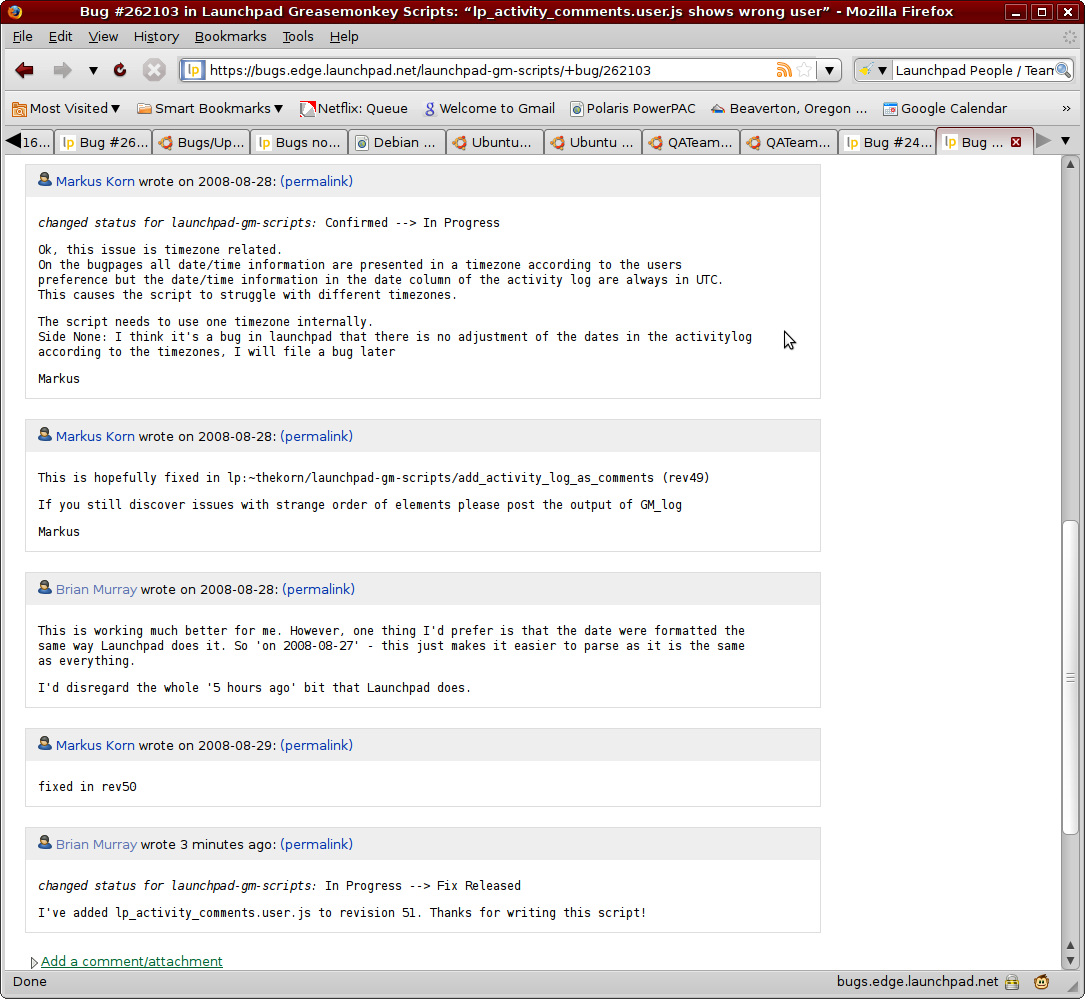 Bug #262103 in Launchpad Greasemonkey Scripts: “lp_activity_comments.user.js shows wrong user” - Mozilla Firefox
File Edit View History Bookmarks Tools Help
lp https://bugs.edge.launchpad.net/launchpad-gm-scripts/+bug/262103 Launchpad People / Team
Most Visited Smart Bookmarks Netflix: Queue Welcome to Gmail Polaris PowerPAC Beaverton, Oregon ... Google Calendar »
16... lp Bug #26... Bugs/Up... lp Bugs no... Debian ... Ubuntu... Ubuntu ... QATeam... QATeam... lp Bug #24... lp Bug ...
Markus Korn wrote on 2008-08-28: (permalink)
changed status for launchpad-gm-scripts: Confirmed --> In Progress
Ok, this issue is timezone related.
On the bugpages all date/time information are presented in a timezone according to the users
preference but the date/time information in the date column of the activity log are always in UTC.
This causes the script to struggle with different timezones.
The script needs to use one timezone internally.
Side None: I think it's a bug in launchpad that there is no adjustment of the dates in the activitylog
according to the timezones, I will file a bug later
Markus
Markus Korn wrote on 2008-08-28: (permalink)
This is hopefully fixed in lp:~thekorn/launchpad-gm-scripts/add_activity_log_as_comments (rev49)
If you still discover issues with strange order of elements please post the output of GM_log
Markus
Brian Murray wrote on 2008-08-28: (permalink)
This is working much better for me. However, one thing I'd prefer is that the date were formatted the
same way Launchpad does it. So 'on 2008-08-27' - this just makes it easier to parse as it is the same
as everything.
I'd disregard the whole '5 hours ago' bit that Launchpad does.
Markus Korn wrote on 2008-08-29: (permalink)
fixed in rev50
Brian Murray wrote 3 minutes ago: (permalink)
changed status for launchpad-gm-scripts: In Progress --> Fix Released
I've added lp_activity_comments.user.js to revision 51. Thanks for writing this script!
Add a comment/attachment
Done bugs.edge.launchpad.net